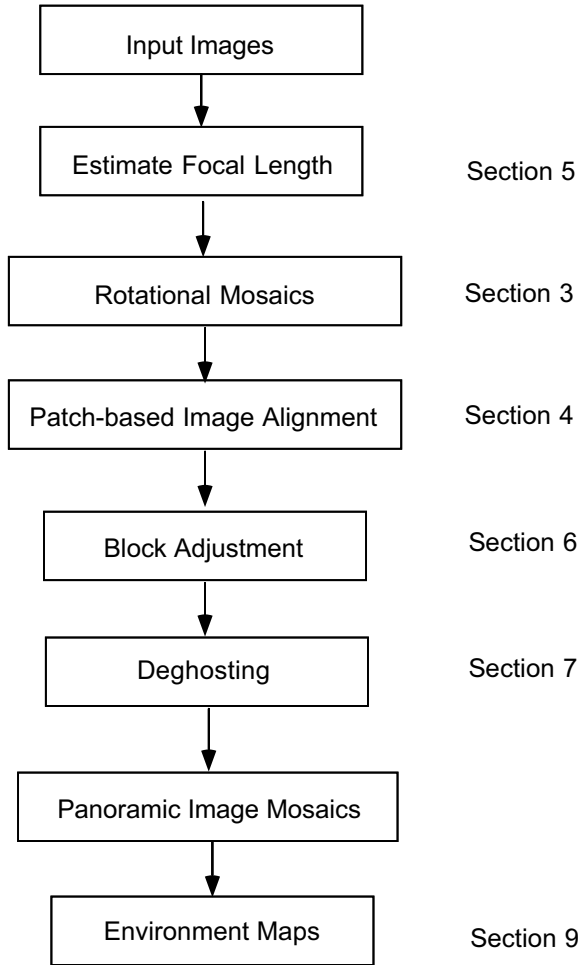 Input Images
Estimate Focal Length
Section 5
Rotational Mosaics
Section 3
Patch-based Image Alignment
Section 4
Block Adjustment
Section 6
Deghosting
Section 7
Panoramic Image Mosaics
Environment Maps
Section 9